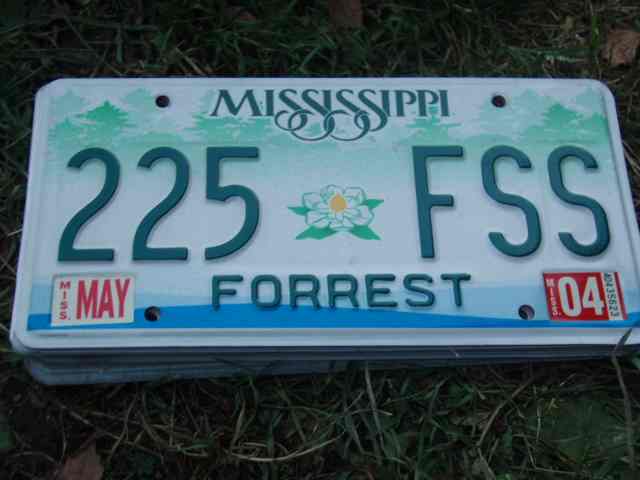 MISSISSIPPI
225 FSS
MISS. MAY
FORREST
MISS. 04